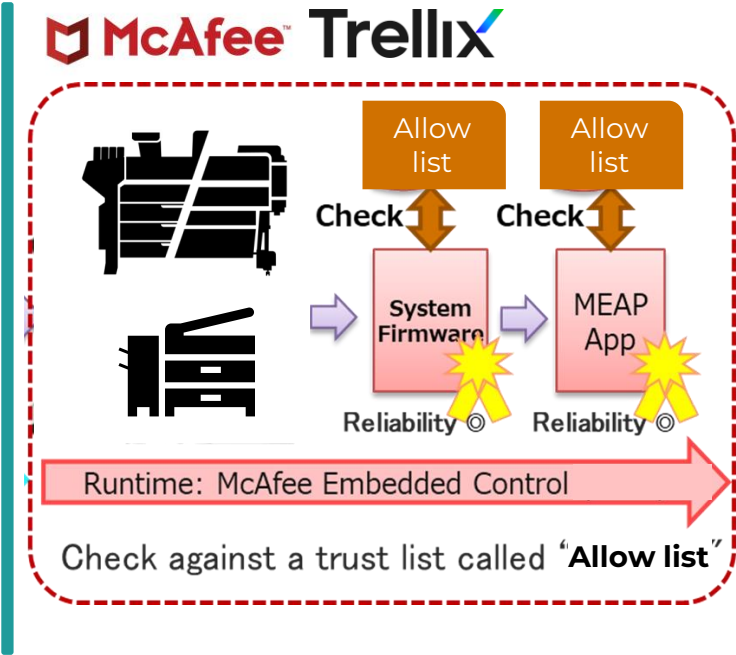 McAfee™ Trellix
Allow
list
Allow
list
Check
Check
System
Firmware
MEAP
App
Reliability ◎
Reliability ◎
Runtime: McAfee Embedded Control
Check against a trust list called “Allow list”